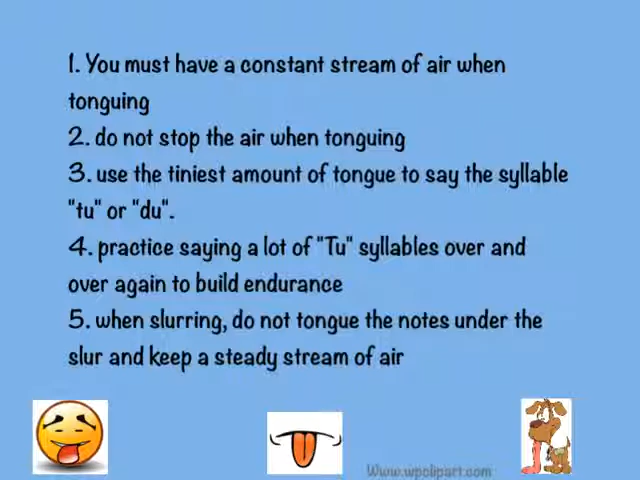 1. You must have a constant stream of air when
tonguing
2. do not stop the air when tonguing
3. use the tiniest amount of tongue to say the syllable
"tu" or "du".
4. practice saying a lot of "Tu" syllables over and
over again to build endurance
5. when slurring, do not tongue the notes under the
slur and keep a steady stream of air
Www.wpclipart.com